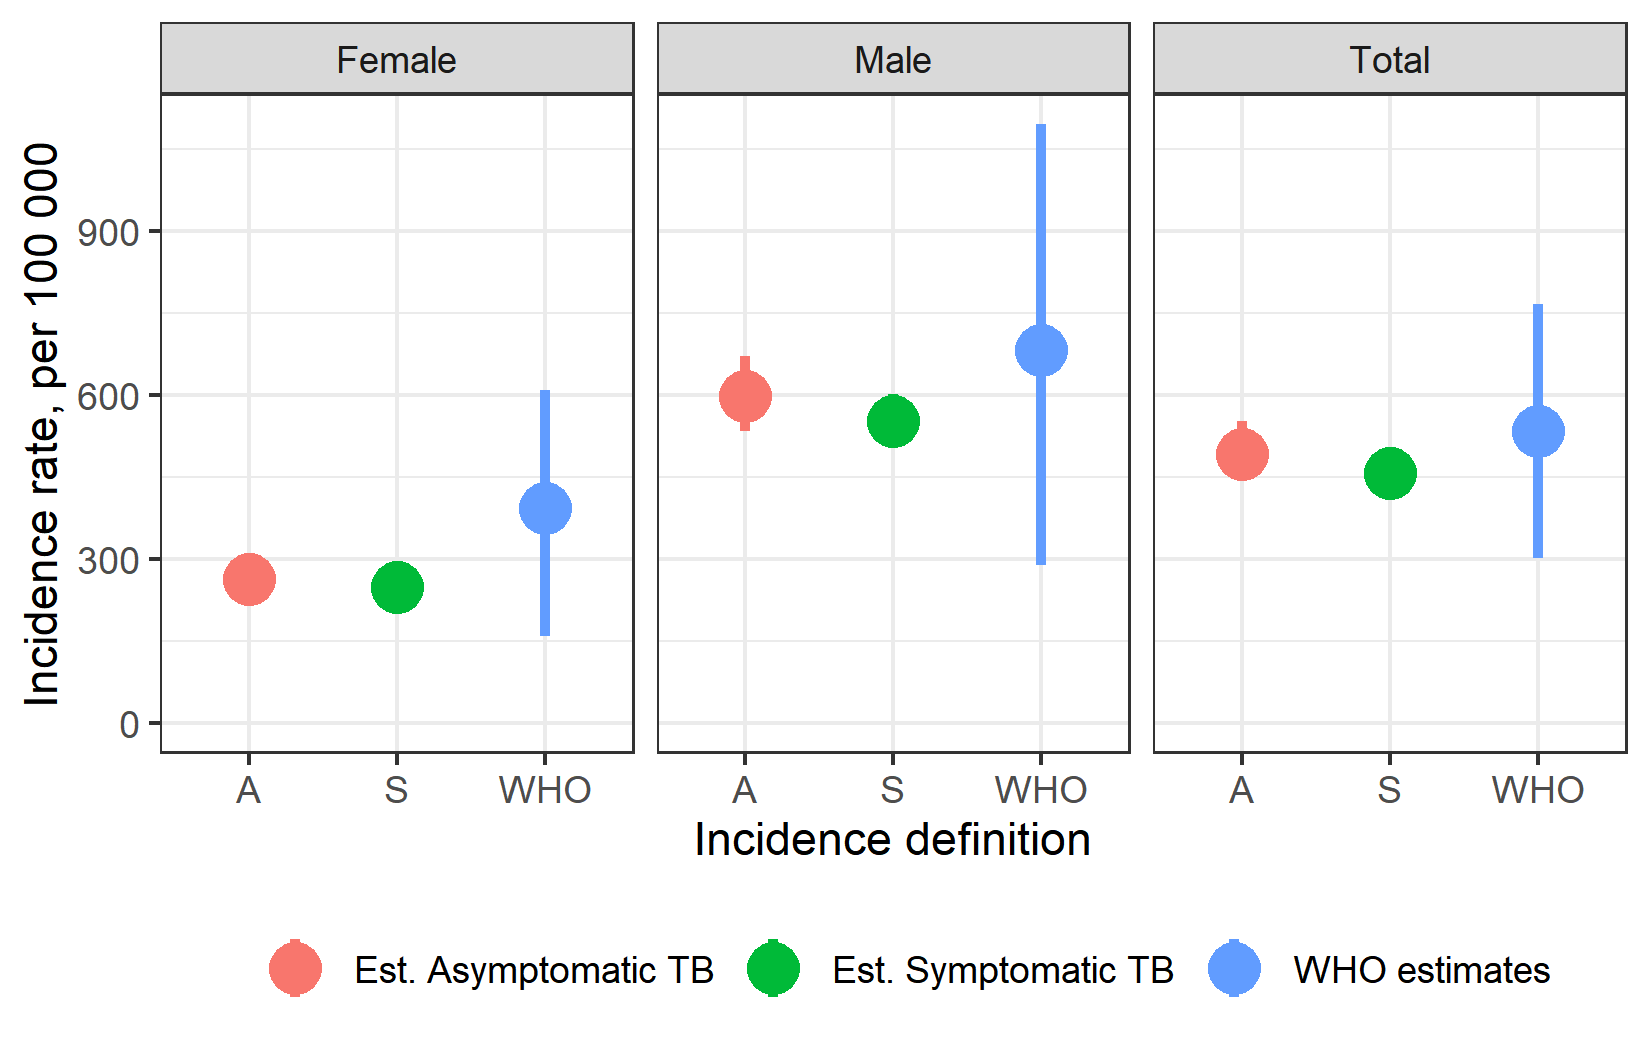 Female Male Total
Incidence rate, per 100 000
900
600
300
0
A S WHO A S WHO A S WHO
Incidence definition
Est. Asymptomatic TB Est. Symptomatic TB WHO estimates